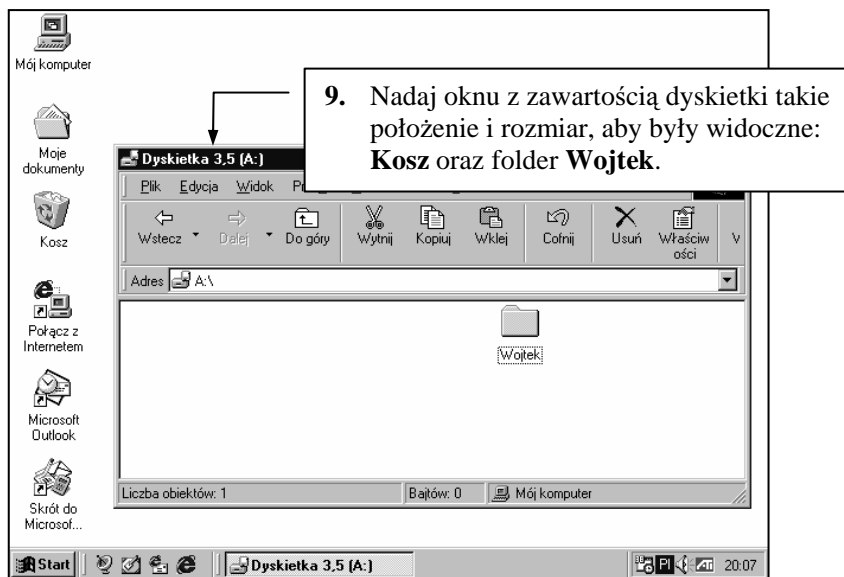 Mój komputer
Moje
dokumenty
Kosz
Połącz z
Internetem
Microsoft
Outlook
Skrót do
Microsof...
9. Nadaj oknu z zawartością dyskietki takie
położenie i rozmiar, aby były widoczne:
Kosz oraz folder Wojtek.
Dyskietka 3,5 (A:)
Plik Edycja Widok
Wstecz Dalej Do góry Wytnij Kopiuj Wklej Cofnij Usuń Właściw
ości
Adres A:\
Wojtek
Liczba obiektów: 1 Bajtów: 0 Mój komputer
Start Dyskietka 3,5 (A:) Pl 20:07